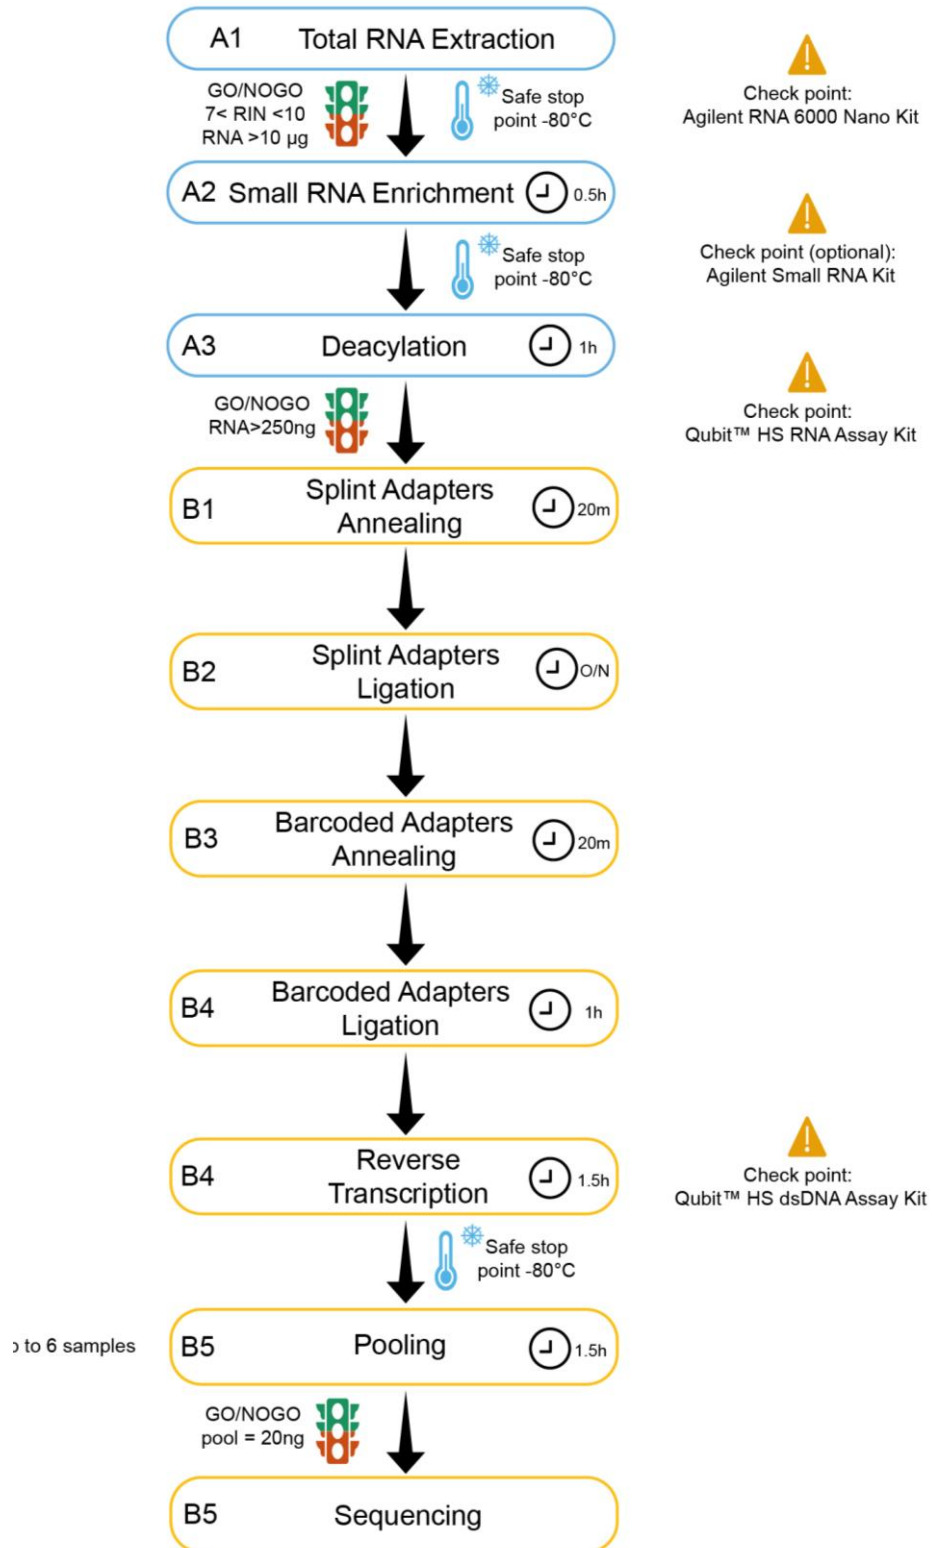 A1 Total RNA Extraction
GO/NOGO
7< RIN <10
RNA >10 µg
Safe stop
point -80°C
Check point:
Agilent RNA 6000 Nano Kit
A2 Small RNA Enrichment 0.5h
Safe stop
point -80°C
Check point (optional):
Agilent Small RNA Kit
A3 Deacylation 1h
GO/NOGO
RNA>250ng
Check point:
Qubit™ HS RNA Assay Kit
B1 Splint Adapters
Annealing 20m
B2 Splint Adapters
Ligation O/N
B3 Barcoded Adapters
Annealing 20m
B4 Barcoded Adapters
Ligation 1h
B4 Reverse
Transcription 1.5h
Check point:
Qubit™ HS dsDNA Assay Kit
Safe stop
point -80°C
to 6 samples
B5 Pooling 1.5h
GO/NOGO
pool = 20ng
B5 Sequencing